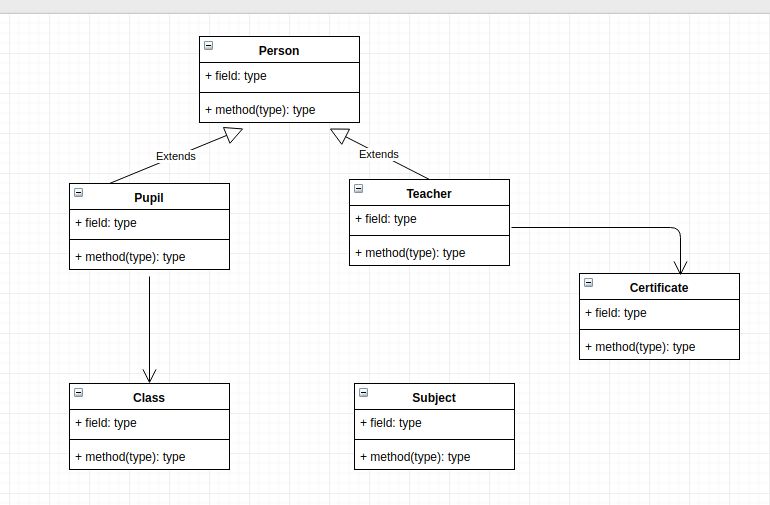 Person
+ field: type
+ method(type): type
Extends
Extends
Pupil
+ field: type
+ method(type): type
Teacher
+ field: type
+ method(type): type
Certificate
+ field: type
+ method(type): type
Class
+ field: type
+ method(type): type
Subject
+ field: type
+ method(type): type